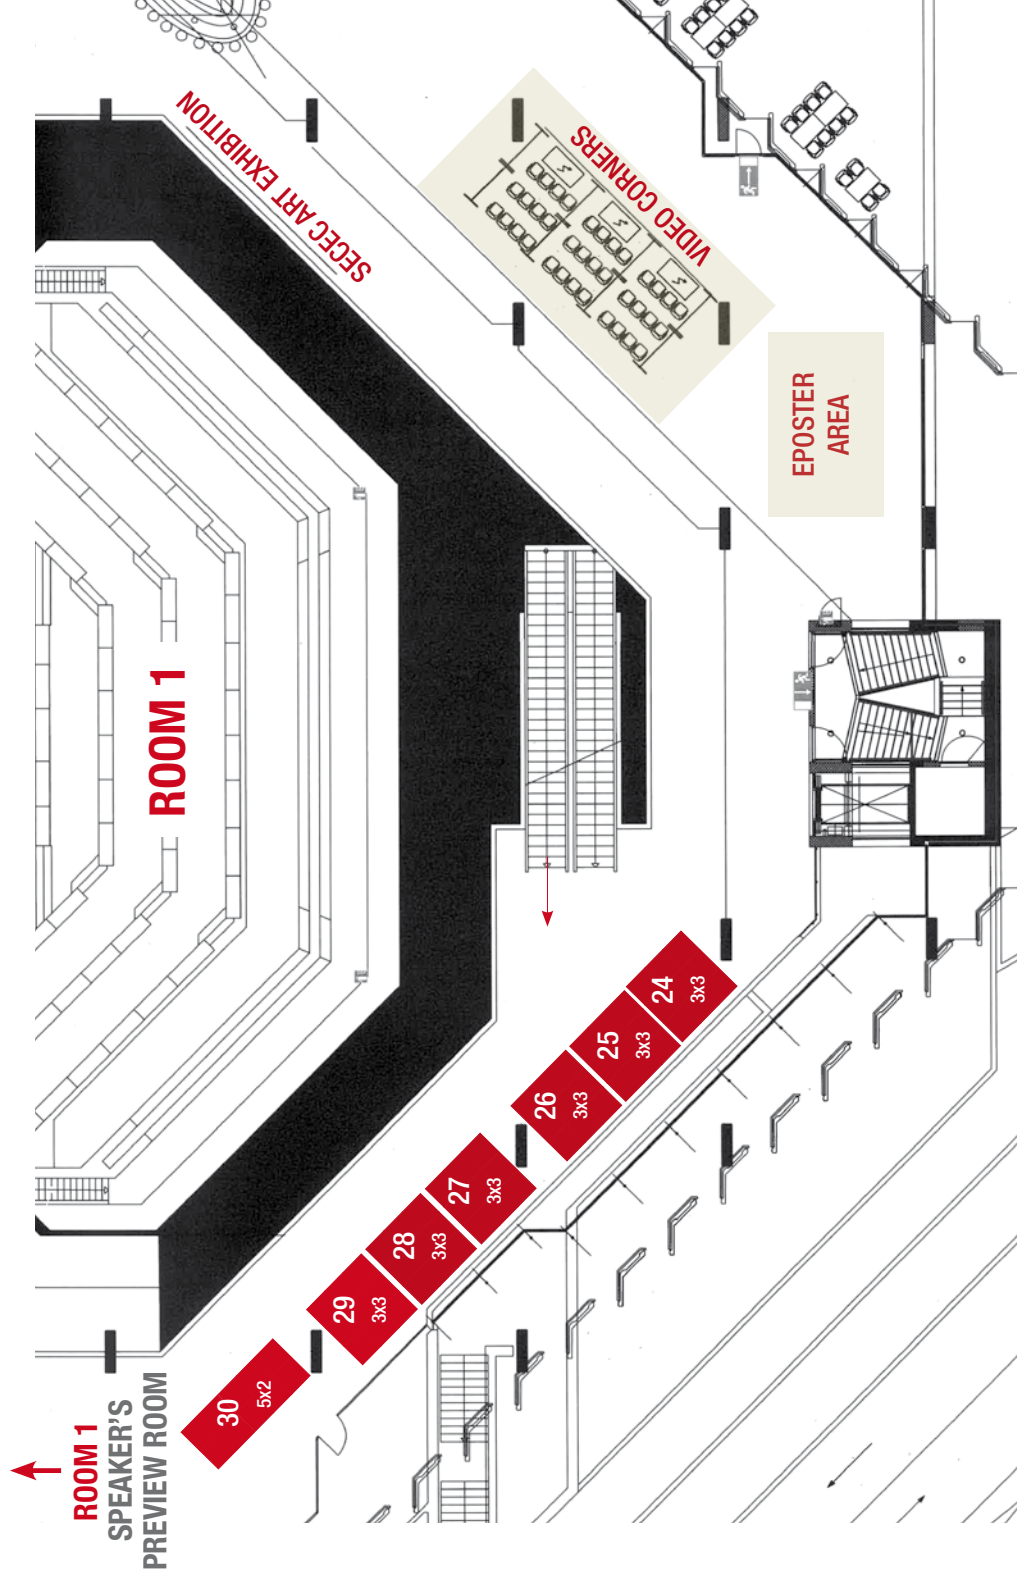 SECEC ART EXHIBITION
VIDEO CORNERS
EPOSTER
AREA
ROOM 1
24
3x3
25
3x3
26
3x3
27
3x3
28
3x3
29
3x3
30
5x2
ROOM 1
SPEAKER'S
PREVIEW ROOM